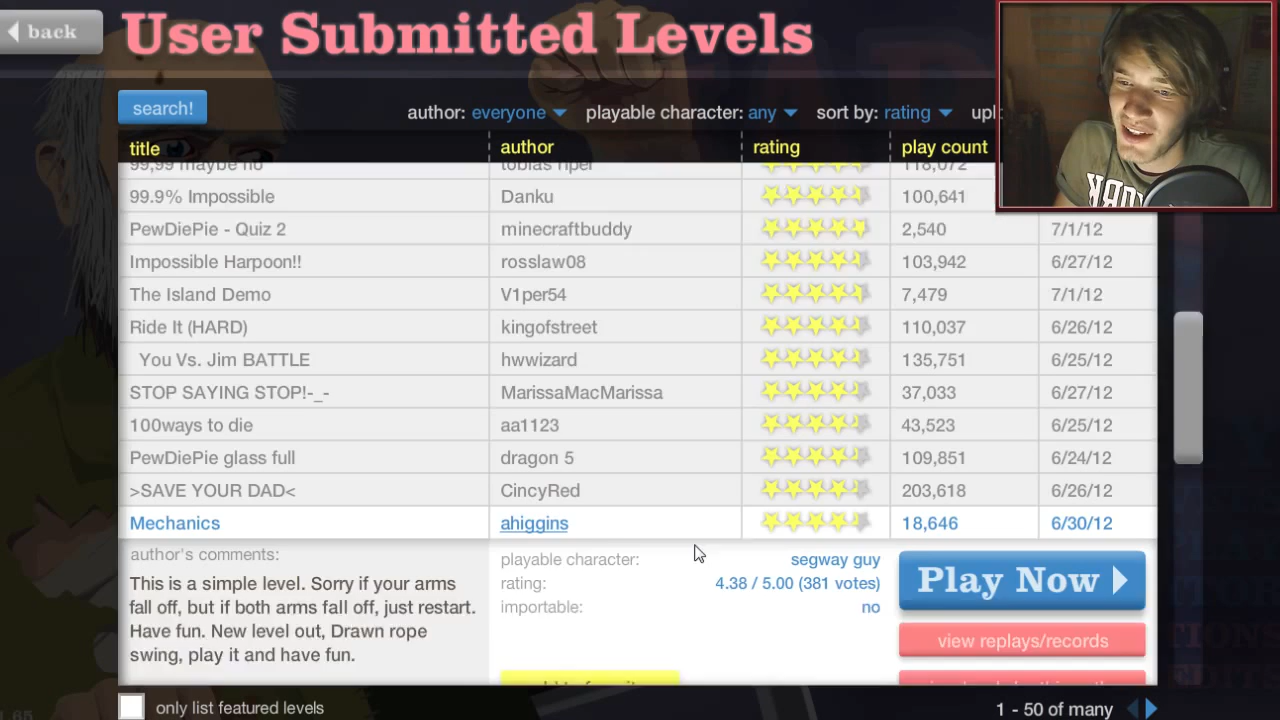 back
User Submitted Levels
search!
author: everyone playable character: any sort by: rating upl
title author rating play count
99,99 maybe no tobias riper 118,072
99.9% Impossible Danku 100,641
PewDiePie - Quiz 2 minecraftbuddy 2,540 7/1/12
Impossible Harpoon!! rosslaw08 103,942 6/27/12
The Island Demo V1per54 7,479 7/1/12
Ride It (HARD) kingofstreet 110,037 6/26/12
You Vs. Jim BATTLE hwwizard 135,751 6/25/12
STOP SAYING STOP!-_- MarissaMacMarissa 37,033 6/27/12
100ways to die aa1123 43,523 6/25/12
PewDiePie glass full dragon 5 109,851 6/24/12
>SAVE YOUR DAD< CincyRed 203,618 6/26/12
Mechanics ahiggins 18,646 6/30/12
author's comments:
This is a simple level. Sorry if your arms
fall off, but if both arms fall off, just restart.
Have fun. New level out, Drawn rope
swing, play it and have fun.
playable character: segway guy
rating: 4.38 / 5.00 (381 votes)
importable: no
Play Now
view replays/records
only list featured levels
1 - 50 of many